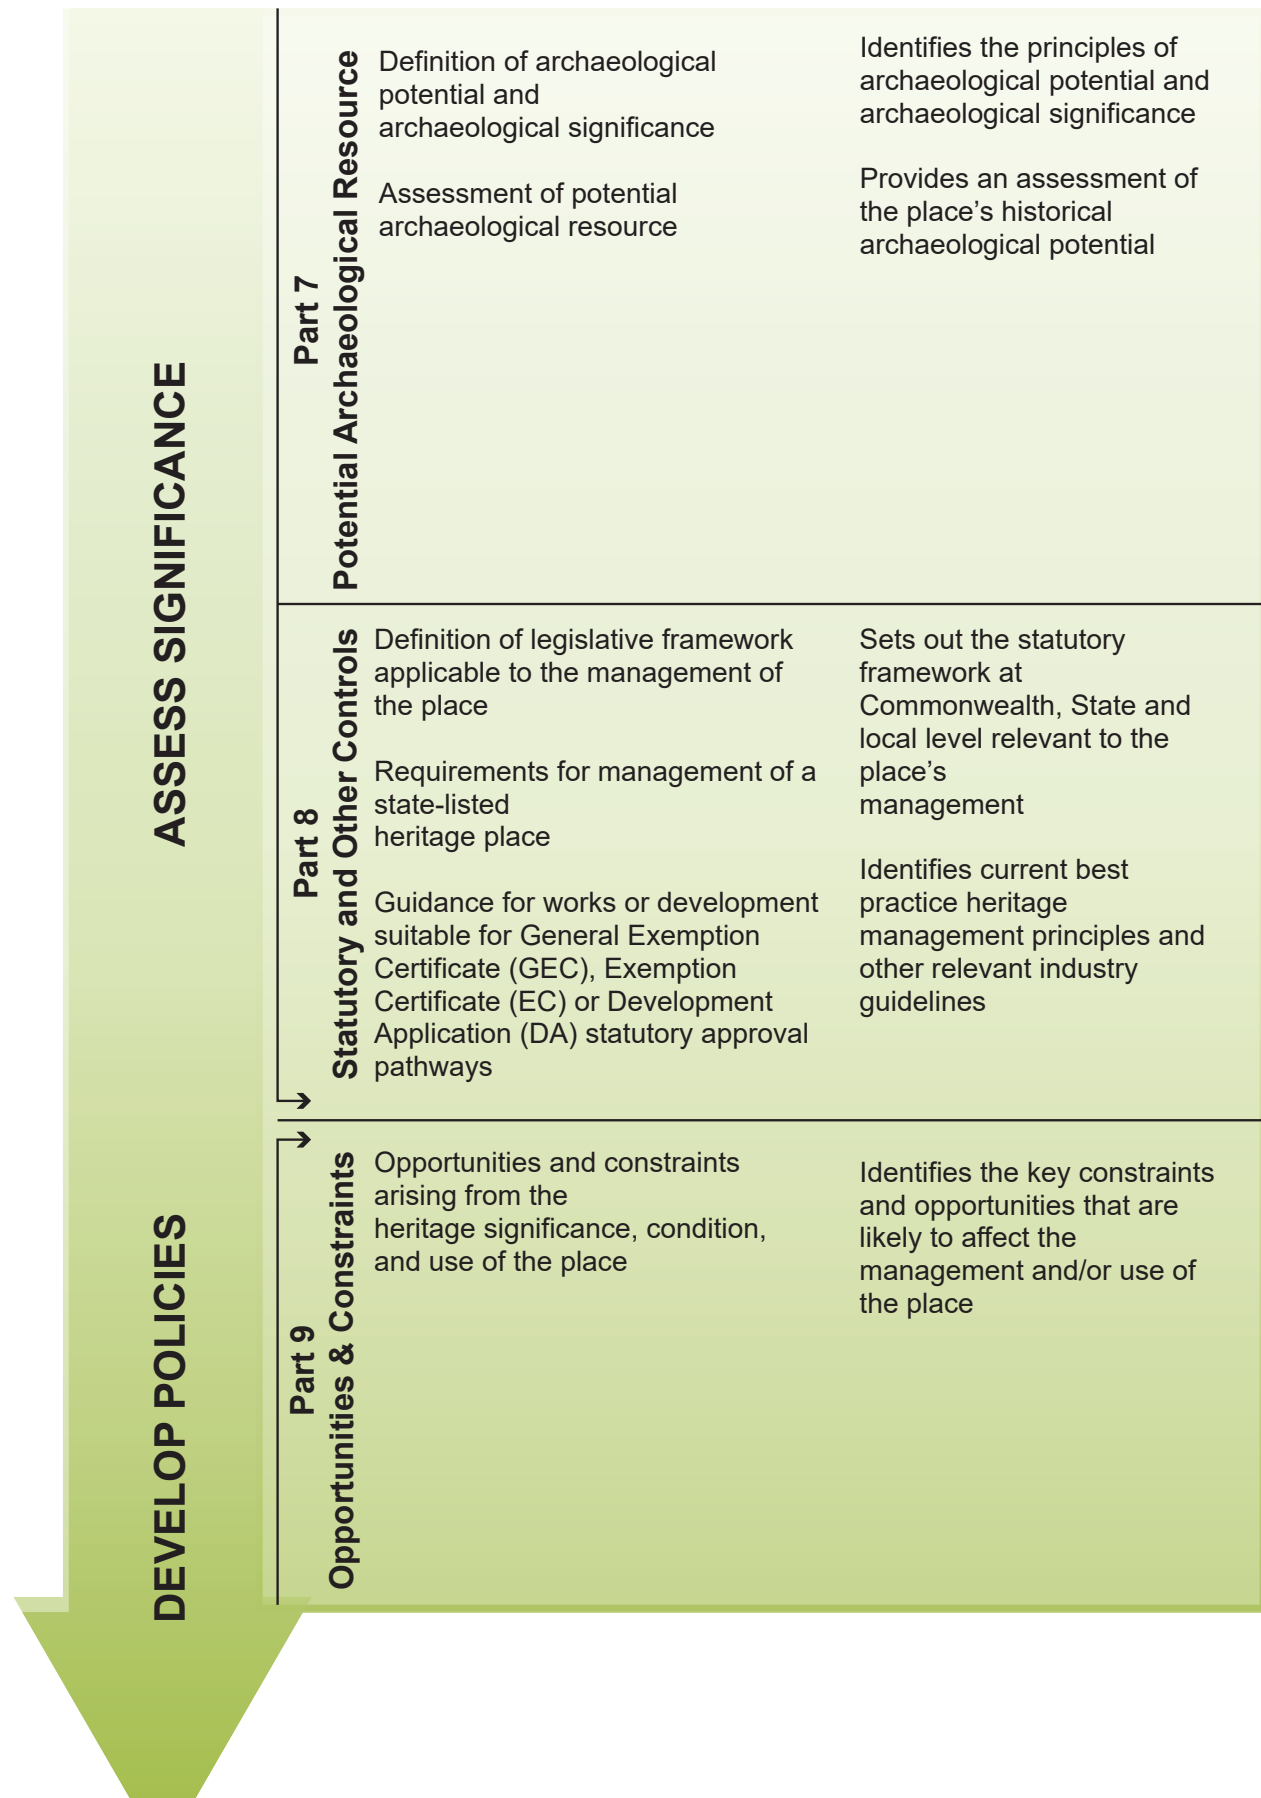 ASSESS SIGNIFICANCE
Part 7
Potential Archaeological Resource
Definition of archaeological
potential and
archaeological significance
Assessment of potential
archaeological resource
Identifies the principles of
archaeological potential and
archaeological significance
Provides an assessment of
the place’s historical
archaeological potential
Part 8
Statutory and Other Controls
Definition of legislative framework
applicable to the management of
the place
Requirements for management of a
state-listed
heritage place
Guidance for works or development
suitable for General Exemption
Certificate (GEC), Exemption
Certificate (EC) or Development
Application (DA) statutory approval
pathways
Sets out the statutory
framework at
Commonwealth, State and
local level relevant to the
place’s
management
Identifies current best
practice heritage
management principles and
other relevant industry
guidelines
DEVELOP POLICIES
Part 9
Opportunities & Constraints
Opportunities and constraints
arising from the
heritage significance, condition,
and use of the place
Identifies the key constraints
and opportunities that are
likely to affect the
management and/or use of
the place